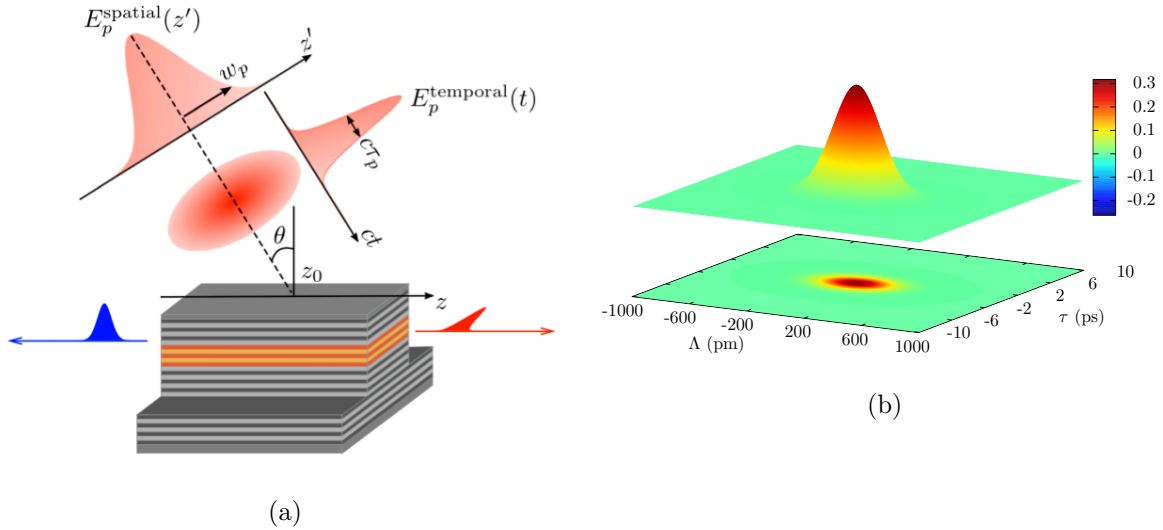 E_p^spatial(z′)
z′
w_p
E_p^temporal(t)
cτ_p
θ
ct
z_0
z
(a)
0.3
0.2
0.1
0
-0.1
-0.2
-1000
-600
-200
200
600
1000
Λ (pm)
-10
-6
-2
2
6
10
τ (ps)
(b)